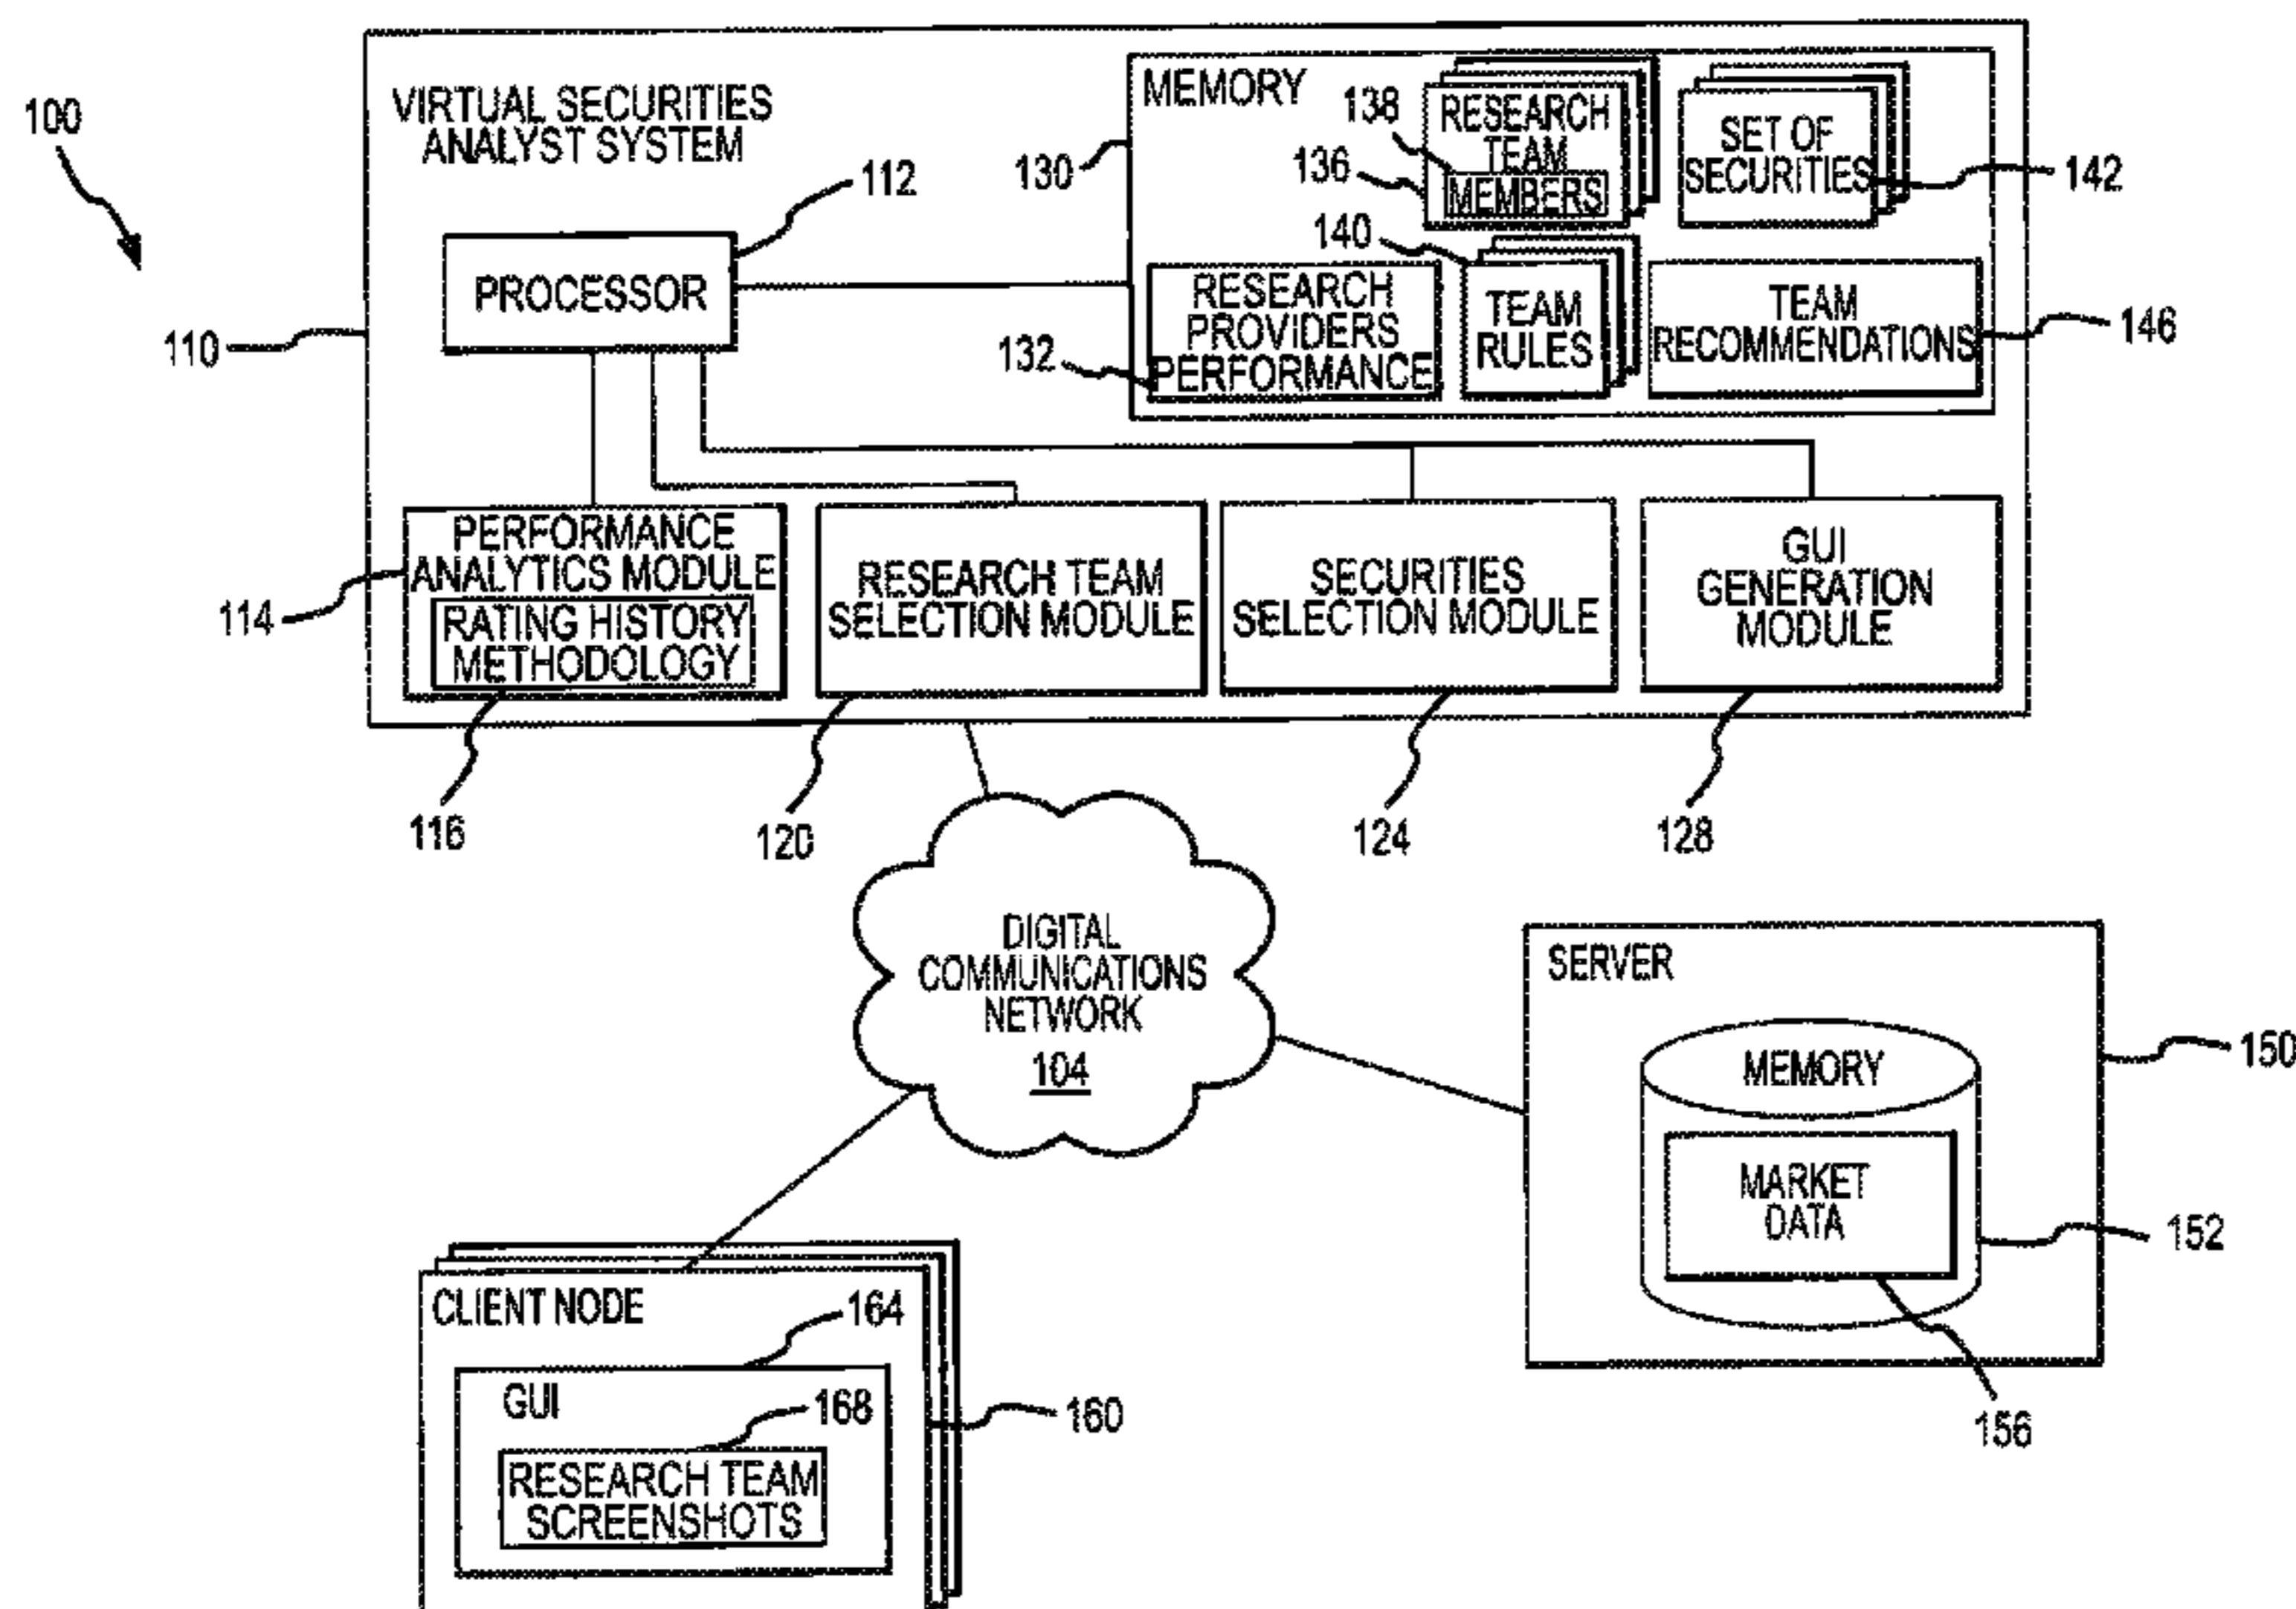 100
VIRTUAL SECURITIES
ANALYST SYSTEM
110
PROCESSOR
112
MEMORY
130
138
136
RESEARCH
TEAM
MEMBERS
SET OF
SECURITIES
142
132
RESEARCH
PROVIDERS
PERFORMANCE
140
TEAM
RULES
TEAM
RECOMMENDATIONS
146
PERFORMANCE
ANALYTICS MODULE
RATING HISTORY
METHODOLOGY
114
116
RESEARCH TEAM
SELECTION MODULE
120
SECURITIES
SELECTION MODULE
124
GUI
GENERATION
MODULE
128
DIGITAL
COMMUNICATIONS
NETWORK
104
SERVER
150
MEMORY
MARKET
DATA
152
156
CLIENT NODE
164
GUI
168
160
RESEARCH TEAM
SCREENSHOTS